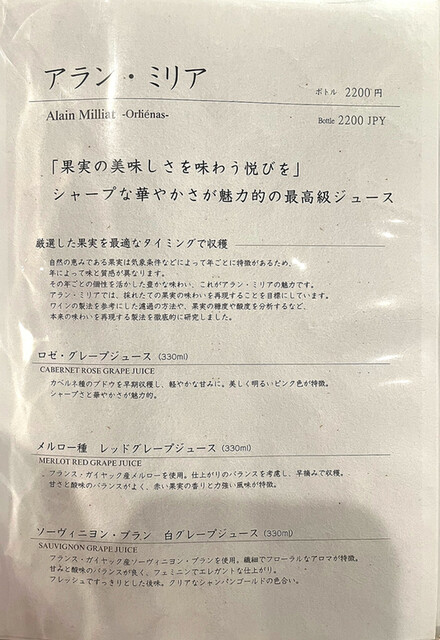 アラン・ミリア
ボトル 2200円
Alain Milliat -Orliénas-
Bottle 2200 JPY
「果実の美味しさを味わう悦びを」
シャープな華やかさが魅力的の最高級ジュース
厳選した果実を最適なタイミングで収穫
自然の恵みである果実は気象条件などによって年ごとに特徴があるため、
年によって味と質感が異なります。
その年ごとの個性を活かした豊かな味わい、これがアラン・ミリアの魅力です。
アラン・ミリアでは、採れたての果実の味わいを再現することを目標にしています。
ワインの製法を参考にした濾過の方法や、果実の糖度や酸度を分析するなど、
本来の味わいを再現する製法を徹底的に研究しました。
ロゼ・グレープジュース (330ml)
CABERNET ROSE GRAPE JUICE
カベルネ種のブドウを早期収穫し、軽やかな甘みに。美しく明るいピンク色が特徴。
シャープさと華やかさが魅力的。
メルロー種 レッドグレープジュース (330ml)
MERLOT RED GRAPE JUICE
フランス・ガイヤック産メルローを使用。仕上がりのバランスを考慮し、早摘みで収穫。
甘さと酸味のバランスがよく、赤い果実の香りと力強い風味が特徴。
ソーヴィニヨン・ブラン 白グレープジュース (330ml)
SAUVIGNON GRAPE JUICE
フランス・ガイヤック産ソーヴィニヨン・ブランを使用。繊細でフローラルなアロマが特徴。
甘みと酸味のバランスが良く、フェミニンでエレガントな仕上がり。
フレッシュですっきりとした後味。クリアなシャンパンゴールドの色合い。